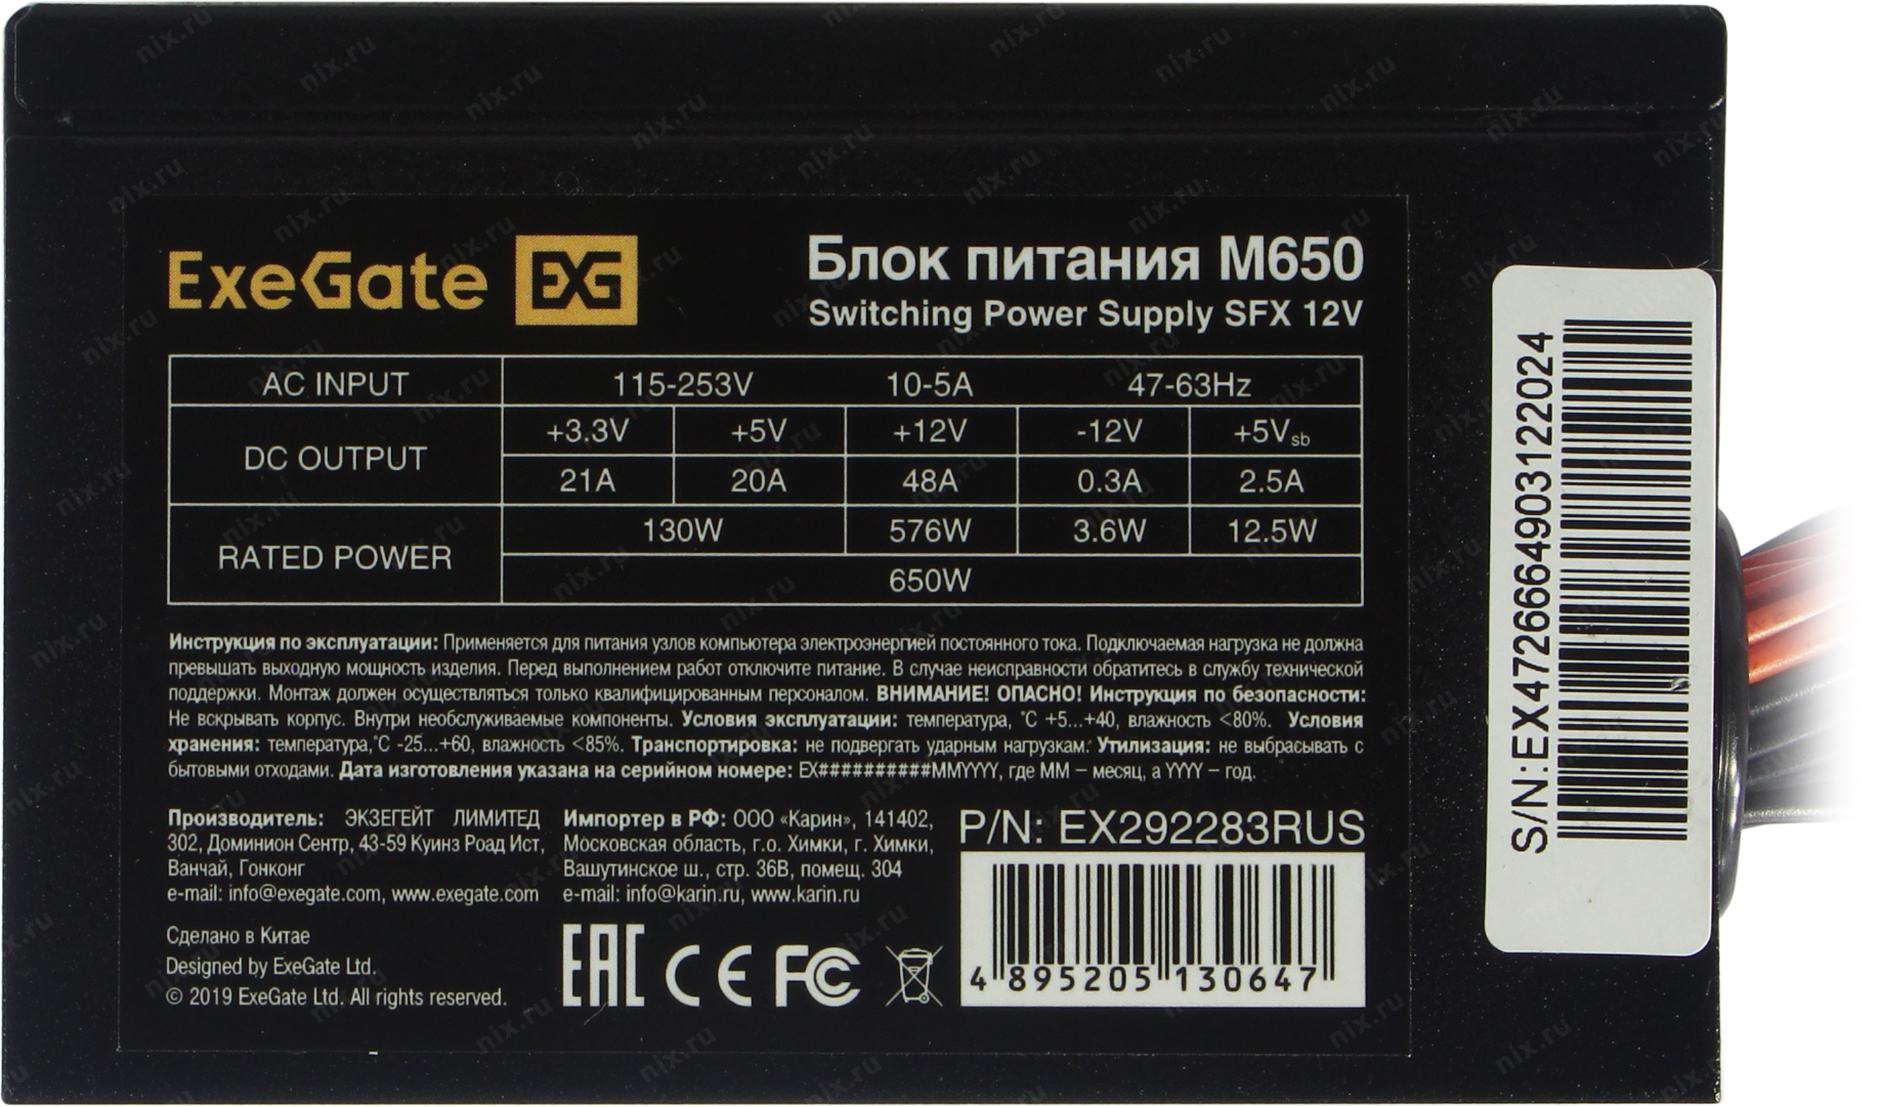 ExeGate EXG
Блок питания M650
Switching Power Supply SFX 12V
AC INPUT 115-253V 10-5A 47-63Hz
DC OUTPUT +3.3V +5V +12V -12V +5Vsb
21A 20A 48A 0.3A 2.5A
RATED POWER 130W 576W 3.6W 12.5W
650W
Инструкция по эксплуатации: Применяется для питания узлов компьютера электроэнергией постоянного тока. Подключаемая нагрузка не должна
превышать выходную мощность изделия. Перед выполнением работ отключите питание. В случае неисправности обратитесь в службу технической
поддержки. Монтаж должен осуществляться только квалифицированным персоналом. ВНИМАНИЕ! ОПАСНО! Инструкция по безопасности:
Не вскрывать корпус. Внутри необслуживаемые компоненты. Условия эксплуатации: температура, °C +5...+40, влажность <80%. Условия
хранения: температура,°C -25...+60, влажность <85%. Транспортировка: не подвергать ударным нагрузкам. Утилизация: не выбрасывать с
бытовыми отходами. Дата изготовления указана на серийном номере: EX##########MMYYYY, где MM – месяц, а YYYY – год.
Производитель: ЭКЗЕГЕЙТ ЛИМИТЕД
302, Доминион Сентр, 43-59 Куинз Роад Ист,
Ванчай, Гонконг
e-mail: info@exegate.com, www.exegate.com
Импортер в РФ: ООО «Карин», 141402,
Московская область, г.о. Химки, г. Химки,
Вашутинское ш., стр. 36В, помещ. 304
e-mail: info@karin.ru, www.karin.ru
P/N: EX292283RUS
4 895205 130647
Сделано в Китае
Designed by ExeGate Ltd.
© 2019 ExeGate Ltd. All rights reserved.
EAC CE FC
S/N:EX4726664903122024
nix.ru